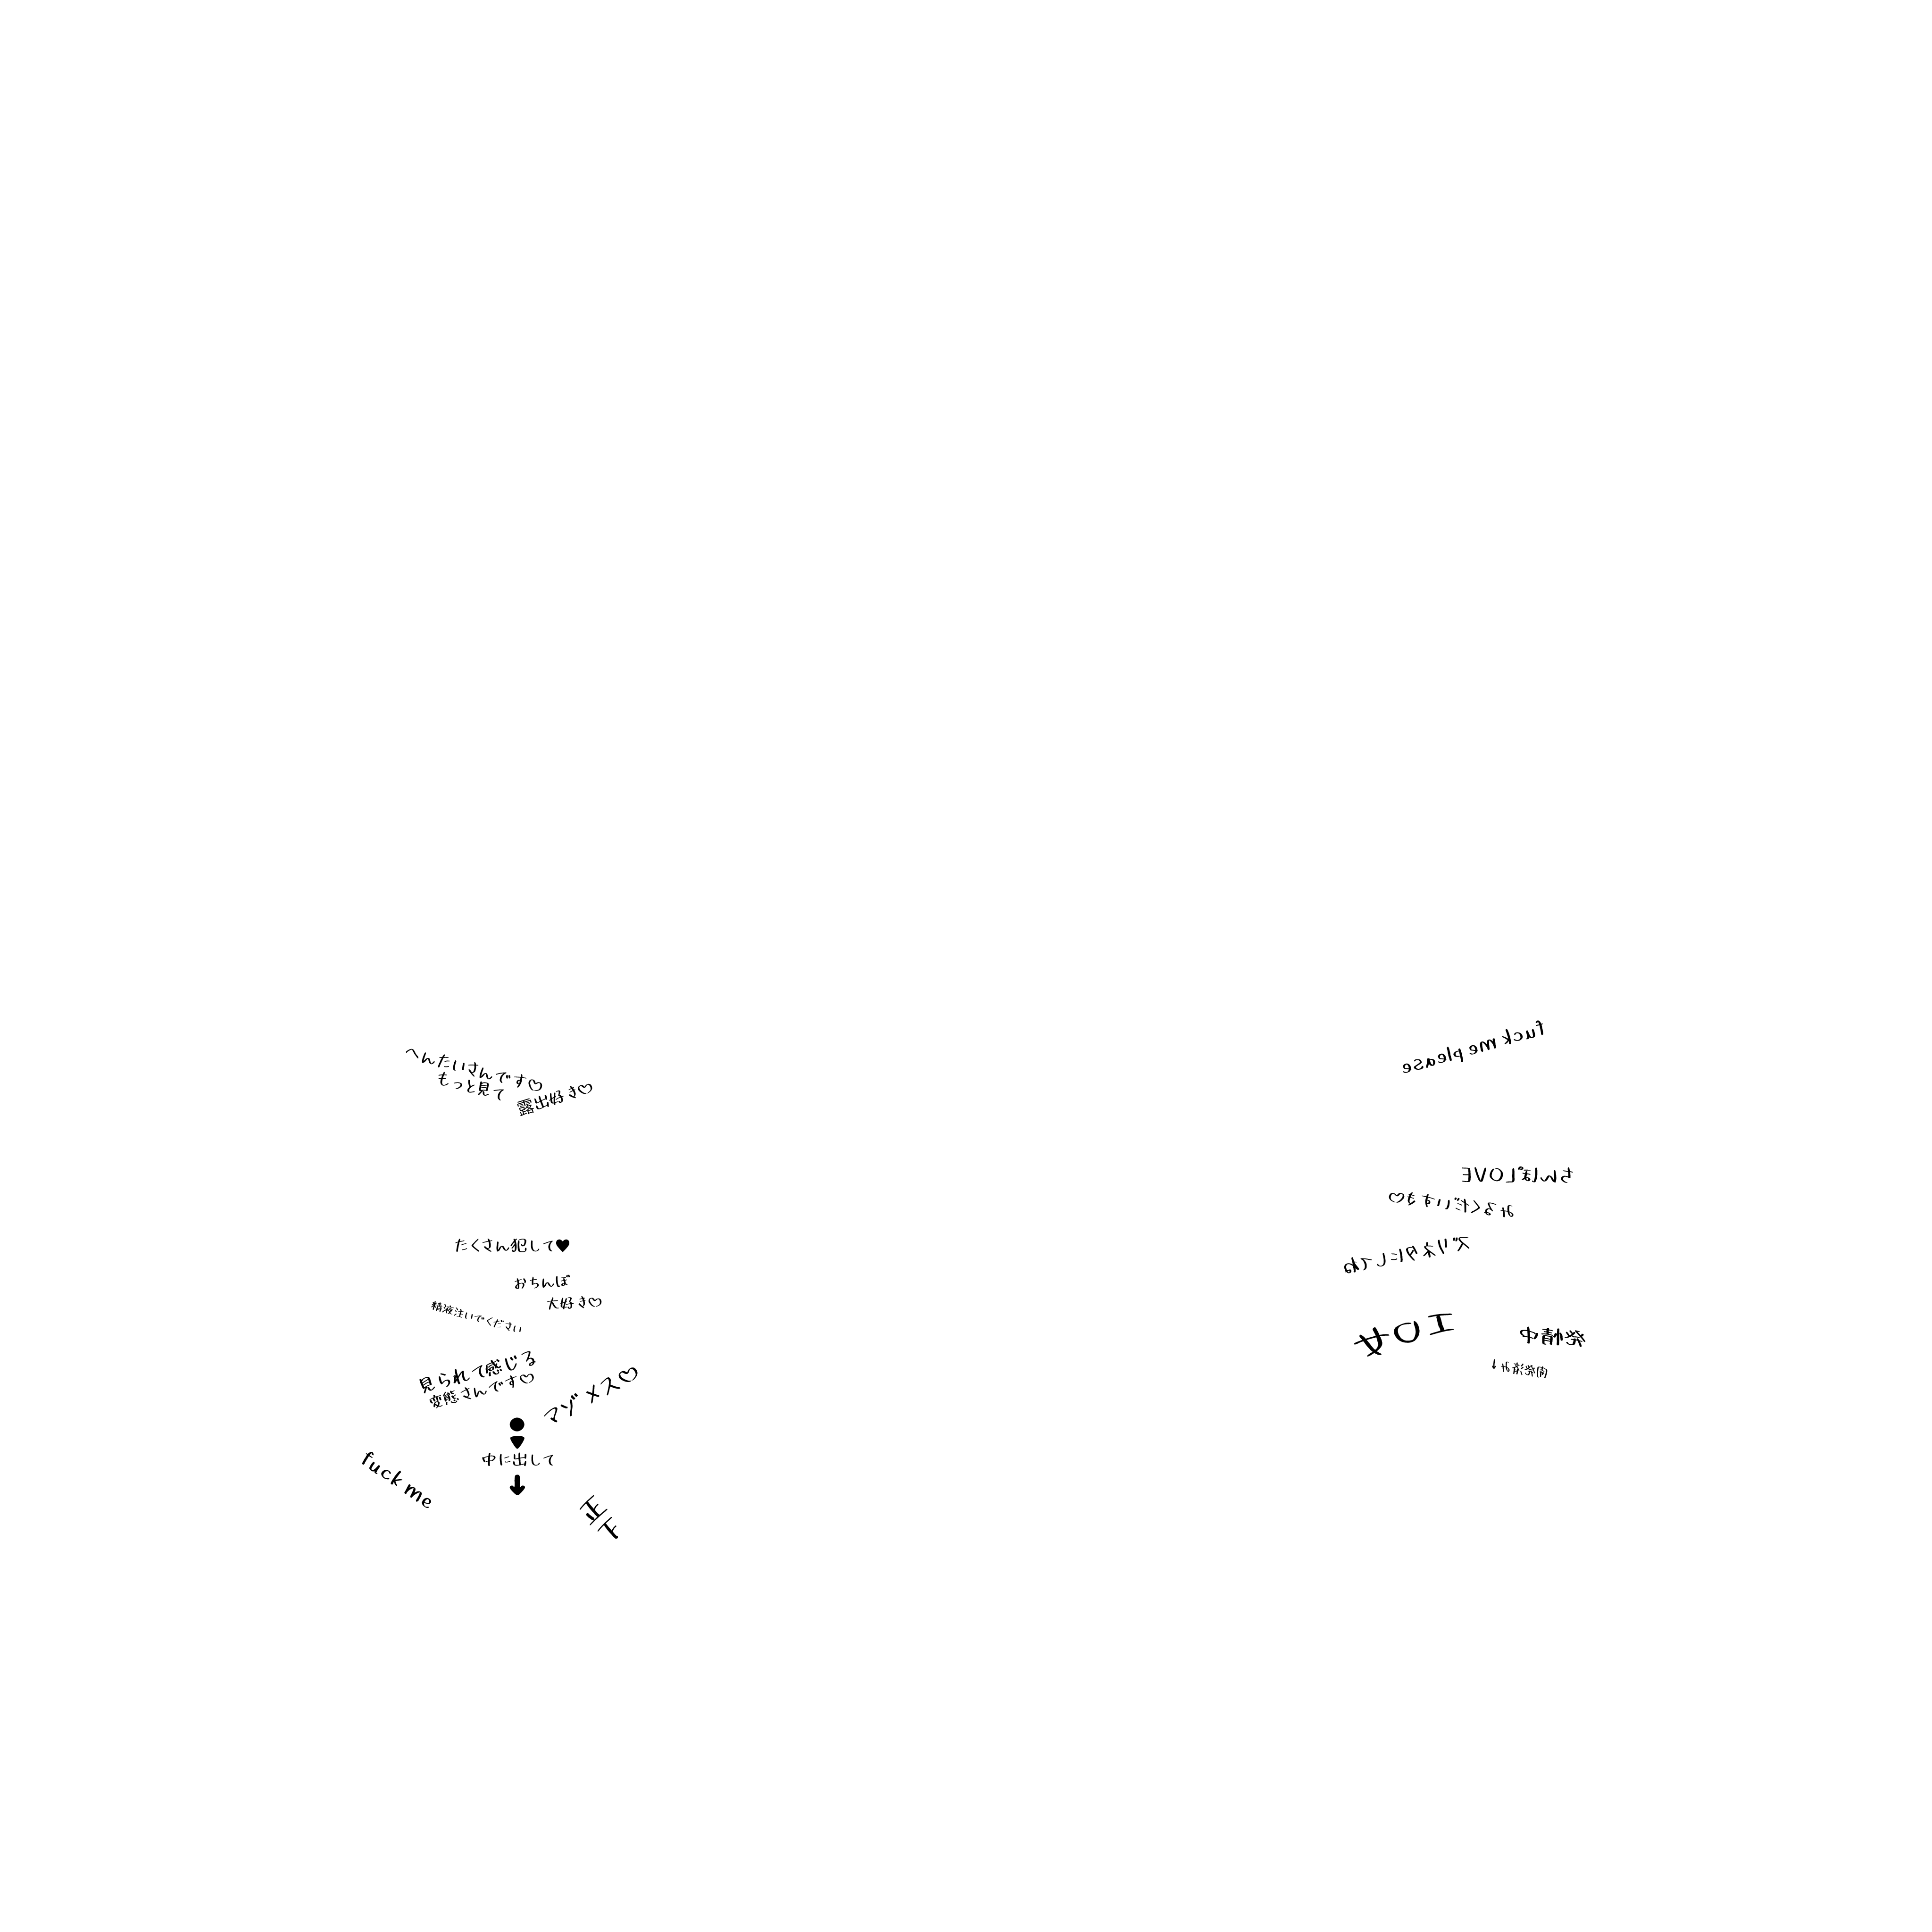 へんたいさんです♡
もっと見て
露出好き♡
たくさん犯して♥
おちんぽ
大好き♡
精液注いでください
見られて感じる
変態さんです♡
マゾメス♡
中に出して
↓
fuck me
正下
fuck me please
ちんぽLOVE
みるくだいすき♡
ズリネタにしてね
エロ女
発情中